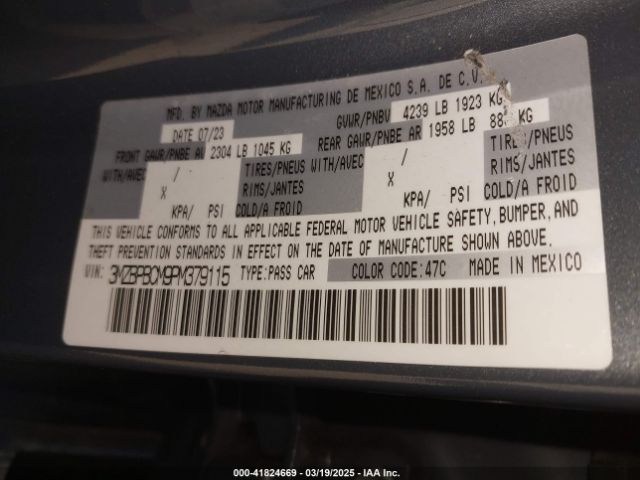 MFD. BY MAZDA MOTOR MANUFACTURING DE MEXICO S.A. DE C.V.
DATE 07/23 GVWR/PNBV 4239 LB 1923 KG
FRONT GAWR/PNBE AV 2304 LB 1045 KG REAR GAWR/PNBE AR 1958 LB KG
WITH/AVEC / TIRES/PNEUS WITH/AVEC / TIRES/PNEUS
X RIMS/JANTES X RIMS/JANTES
KPA/ PSI COLD/A FROID KPA/ PSI COLD/A FROID
THIS VEHICLE CONFORMS TO ALL APPLICABLE FEDERAL MOTOR VEHICLE SAFETY, BUMPER, AND
THEFT PREVENTION STANDARDS IN EFFECT ON THE DATE OF MANUFACTURE SHOWN ABOVE.
VIN: 3MZBPBCM9PM379115 TYPE:PASS CAR COLOR CODE:47C MADE IN MEXICO
000-41824669 - 03/19/2025 - IAA Inc.